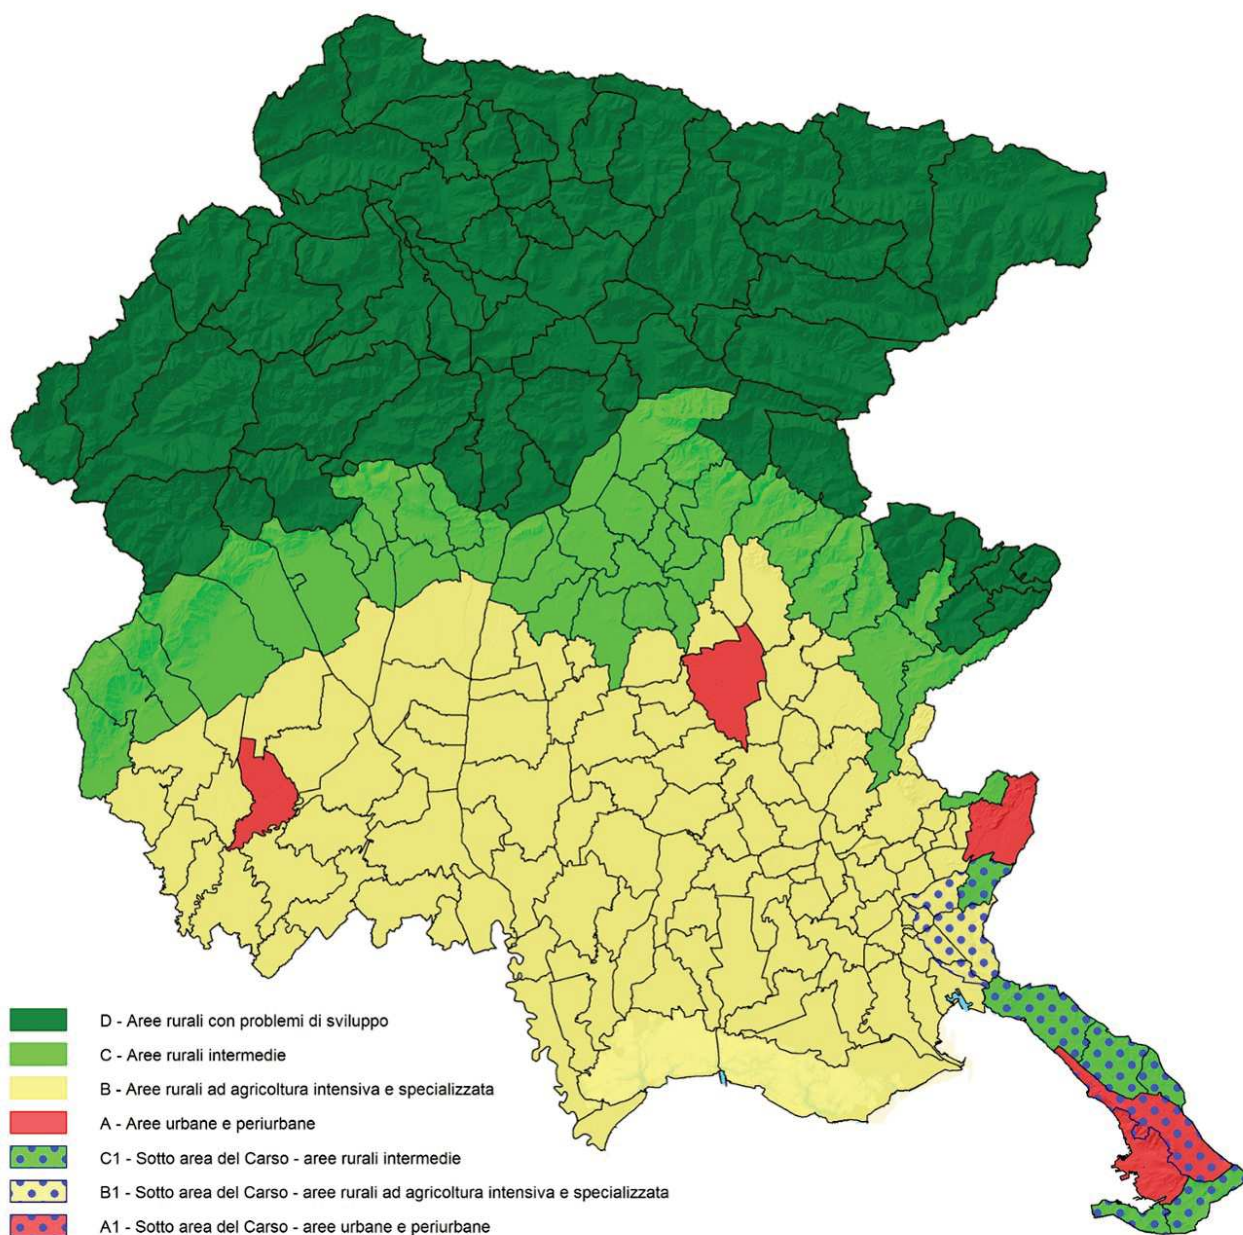 D - Aree rurali con problemi di sviluppo
C - Aree rurali intermedie
B - Aree rurali ad agricoltura intensiva e specializzata
A - Aree urbane e periurbane
C1 - Sotto area del Carso - aree rurali intermedie
B1 - Sotto area del Carso - aree rurali ad agricoltura intensiva e specializzata
A1 - Sotto area del Carso - aree urbane e periurbane